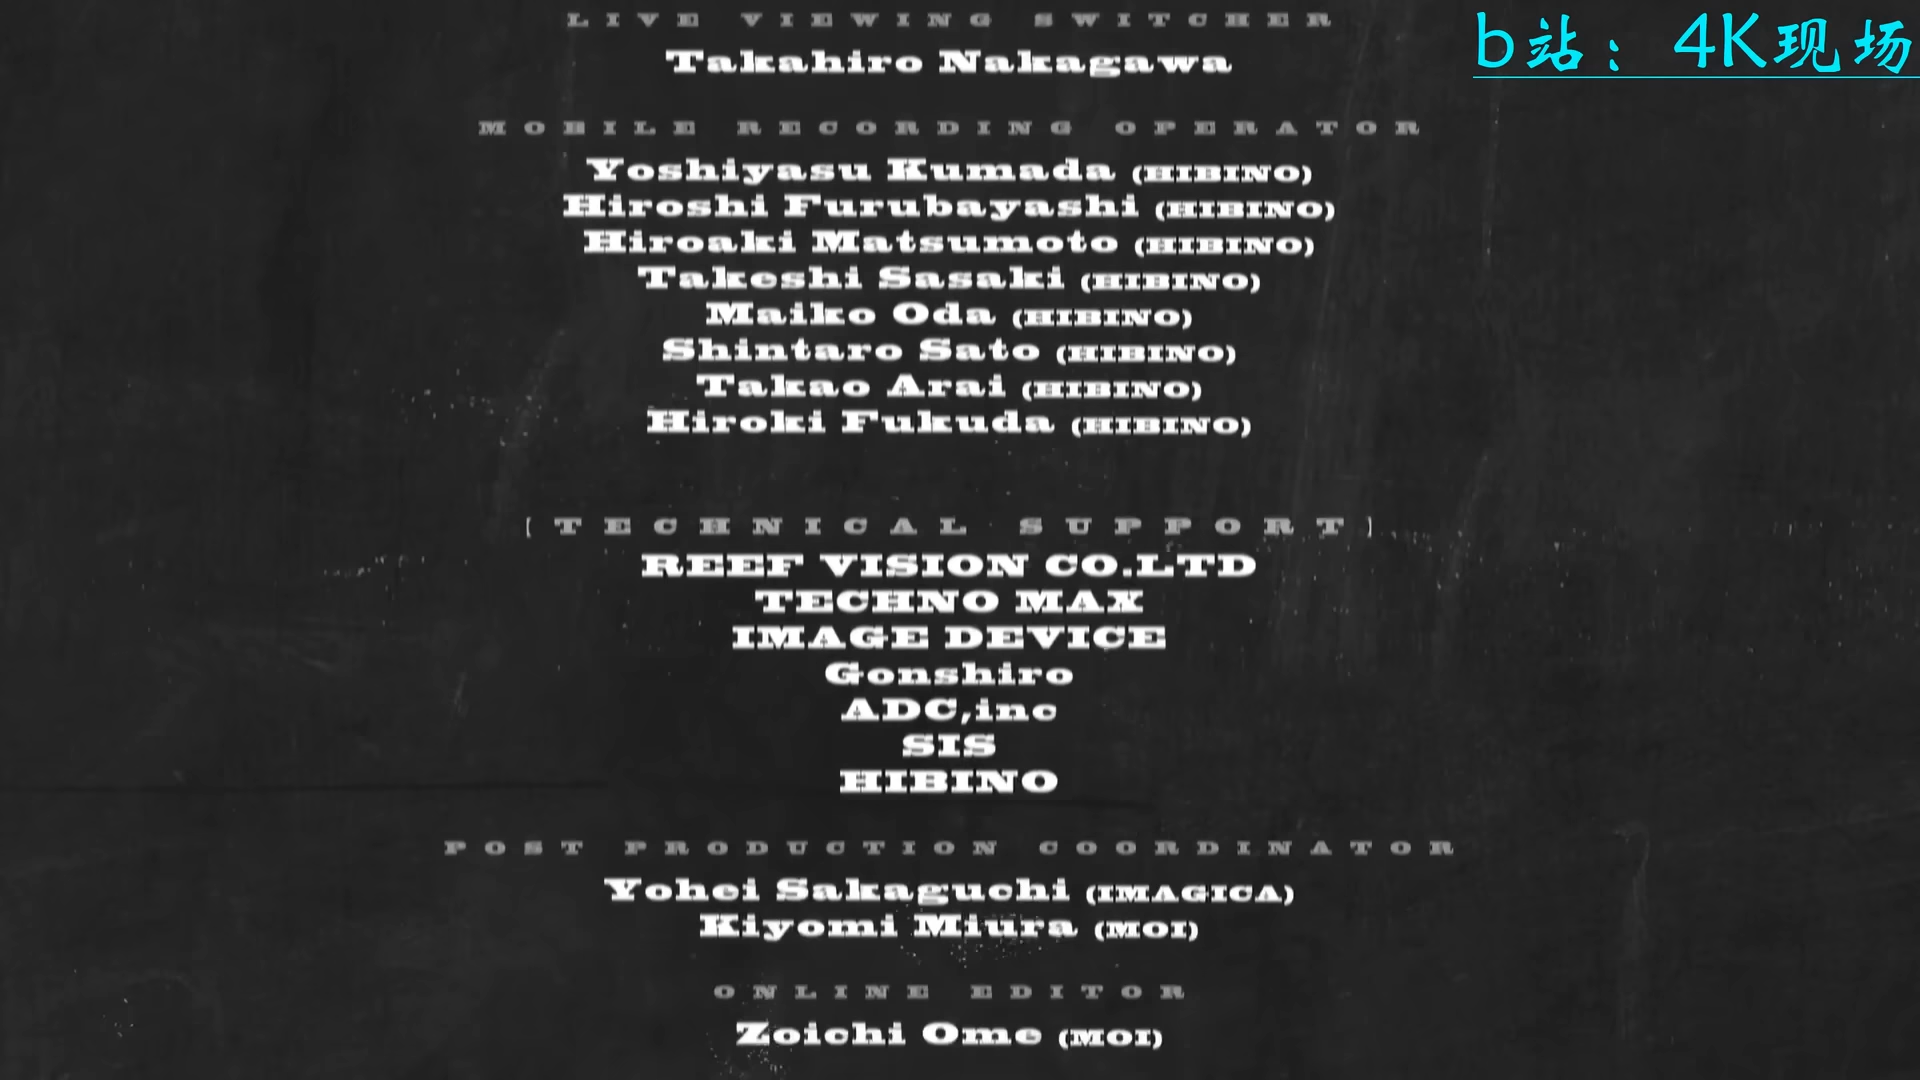 LIVE VIEWING SWITCHER
b站：4K现场
Takahiro Nakagawa
MOBILE RECORDING OPERATOR
Yoshiyasu Kumada (HIBINO)
Hiroshi Furubayashi (HIBINO)
Hiroaki Matsumoto (HIBINO)
Takeshi Sasaki (HIBINO)
Maiko Oda (HIBINO)
Shintaro Sato (HIBINO)
Takao Arai (HIBINO)
Hiroki Fukuda (HIBINO)
[TECHNICAL SUPPORT]
REEF VISION CO.LTD
TECHNO MAX
IMAGE DEVICE
Gonshiro
ADC,inc
SIS
HIBINO
POST PRODUCTION COORDINATOR
Yohei Sakaguchi (IMAGICA)
Kiyomi Miura (MOI)
ONLINE EDITOR
Zoichi Ome (MOI)